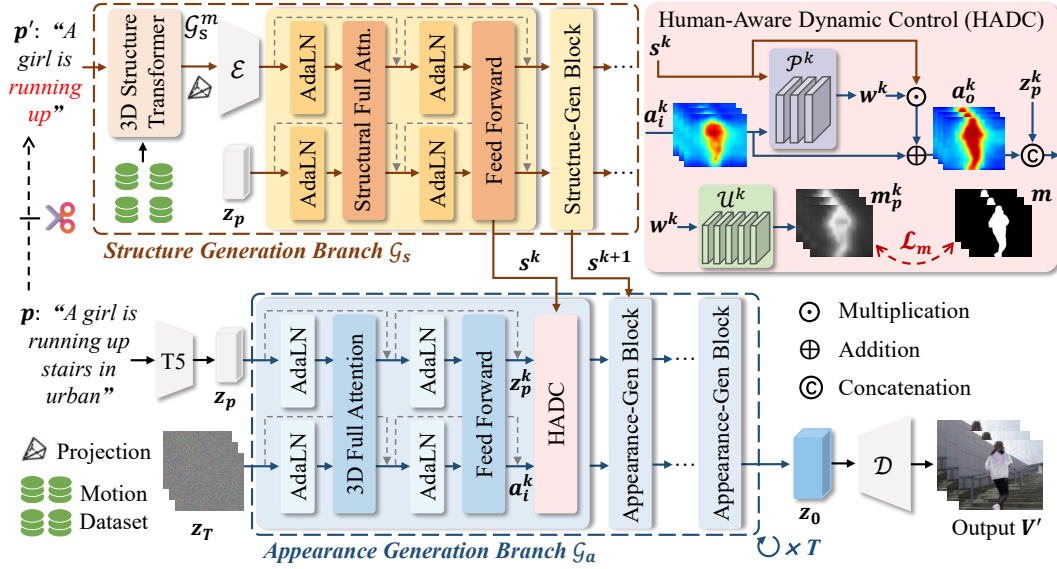 p′: “A
girl is
running
up”
3D Structure
Transformer
𝒢ₛᵐ
ℰ
AdaLN
Structural Full Attn.
AdaLN
Feed Forward
Structrue-Gen Block
AdaLN
AdaLN
z_p
Structure Generation Branch 𝒢ₛ
s^k
s^{k+1}
Human-Aware Dynamic Control (HADC)
s^k
𝒫^k
w^k
a_o^k
z_p^k
a_i^k
w^k
𝒰^k
m_p^k
m
ℒ_m
p: “A girl is
running up
stairs in
urban”
T5
z_p
AdaLN
3D Full Attention
AdaLN
Feed Forward
z_p^k
HADC
Appearance-Gen Block
Appearance-Gen Block
AdaLN
AdaLN
a_i^k
Multiplication
Addition
Concatenation
Projection
Motion
Dataset
z_T
z_0
𝒟
Output V′
Appearance Generation Branch 𝒢ₐ
× T